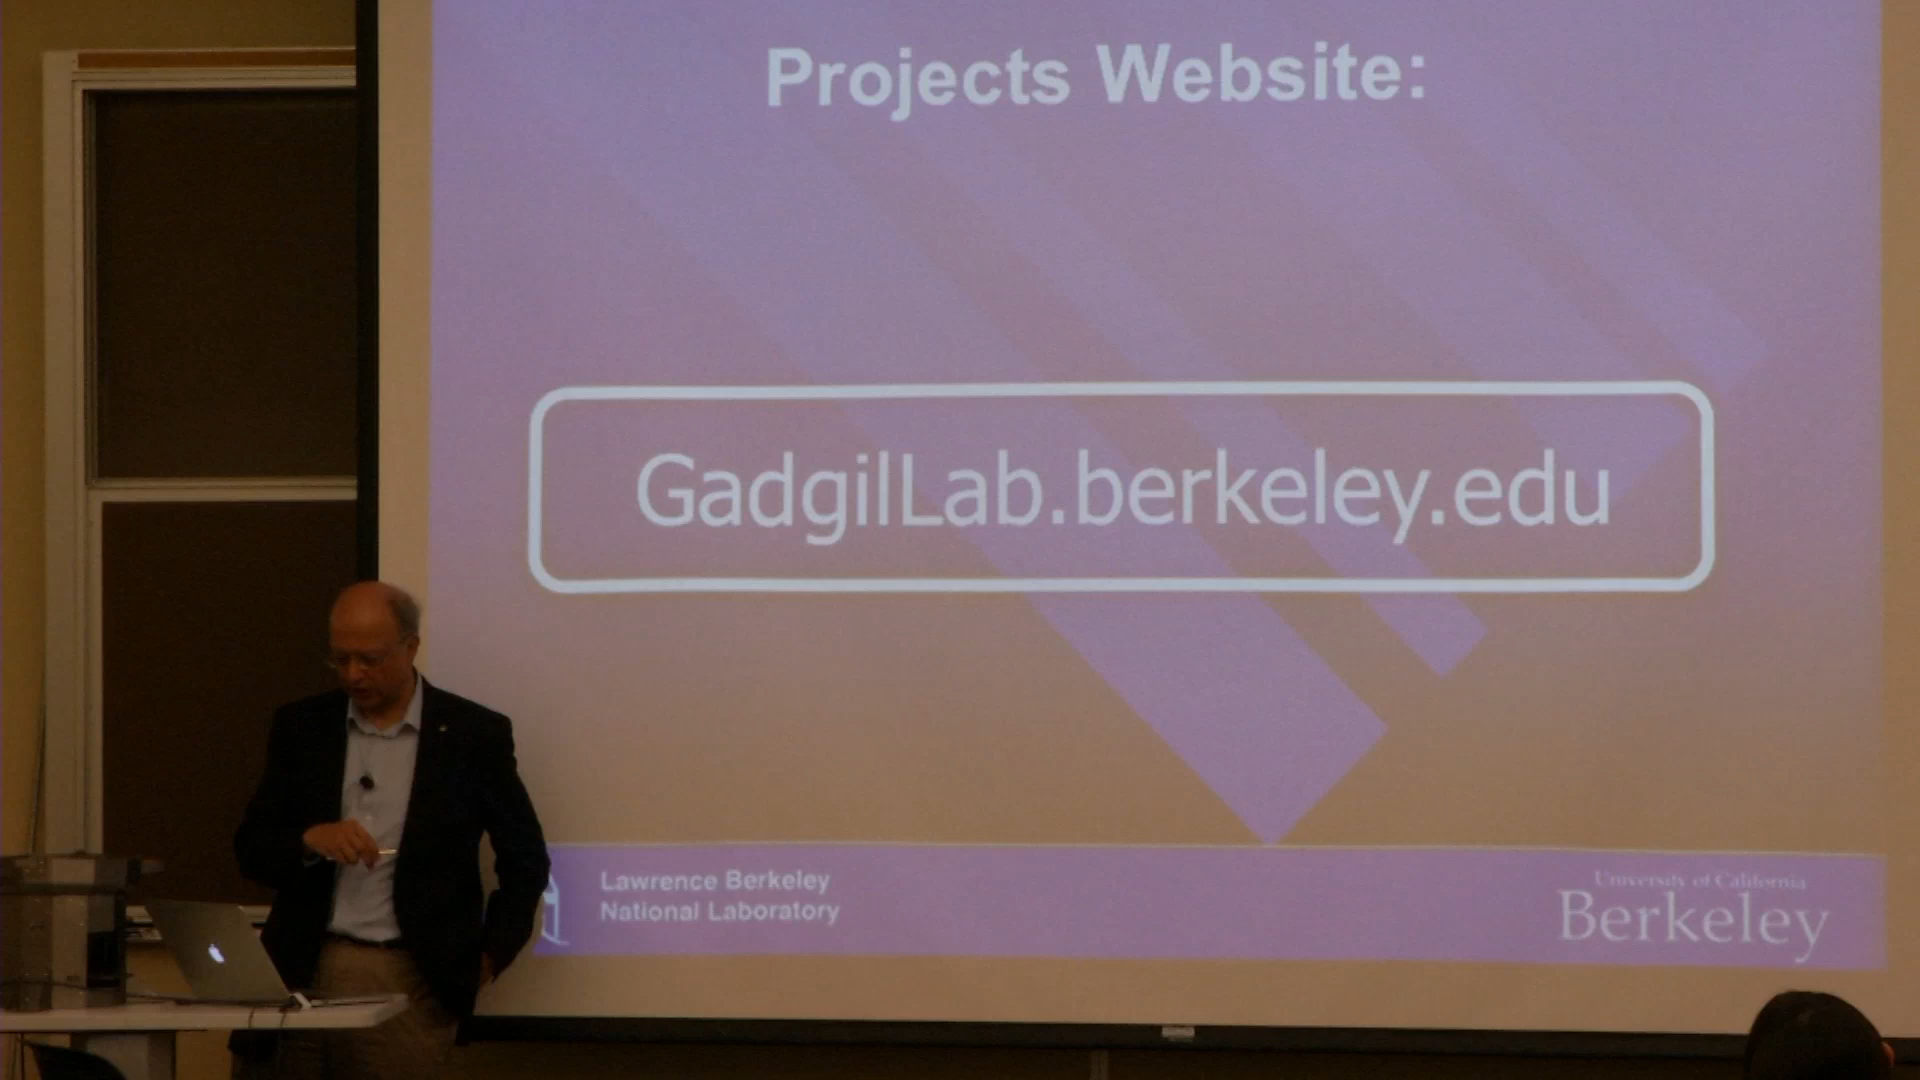 Projects Website:
GadgilLab.berkeley.edu
Lawrence Berkeley
National Laboratory
University of California
Berkeley